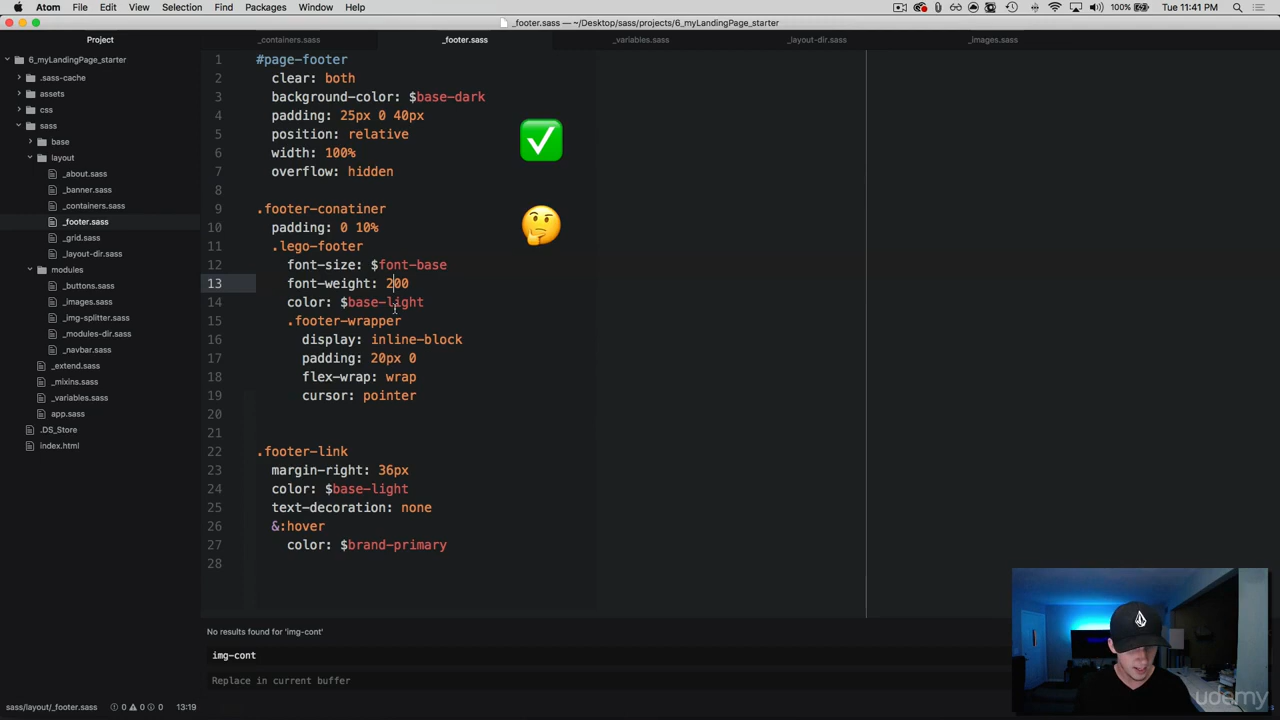 Atom File Edit View Selection Find Packages Window Help
100% Tue 11:41 PM
_footer.sass — ~/Desktop/sass/projects/6_myLandingPage_starter
Project
_containers.sass
_footer.sass
_variables.sass
_layout-dir.sass
_images.sass
6_myLandingPage_starter
.sass-cache
assets
css
sass
base
layout
_about.sass
_banner.sass
_containers.sass
_footer.sass
_grid.sass
_layout-dir.sass
modules
_buttons.sass
_images.sass
_img-splitter.sass
_modules-dir.sass
_navbar.sass
_extend.sass
_mixins.sass
_variables.sass
app.sass
.DS_Store
index.html
1 #page-footer
2 clear: both
3 background-color: $base-dark
4 padding: 25px 0 40px
5 position: relative
6 width: 100%
7 overflow: hidden
8
9 .footer-conatiner
10 padding: 0 10%
11 .lego-footer
12 font-size: $font-base
13 font-weight: 200
14 color: $base-light
15 .footer-wrapper
16 display: inline-block
17 padding: 20px 0
18 flex-wrap: wrap
19 cursor: pointer
20
21
22 .footer-link
23 margin-right: 36px
24 color: $base-light
25 text-decoration: none
26 &:hover
27 color: $brand-primary
28
No results found for 'img-cont'
img-cont
Replace in current buffer
sass/layout/_footer.sass 0 0 0 13:19
udemy